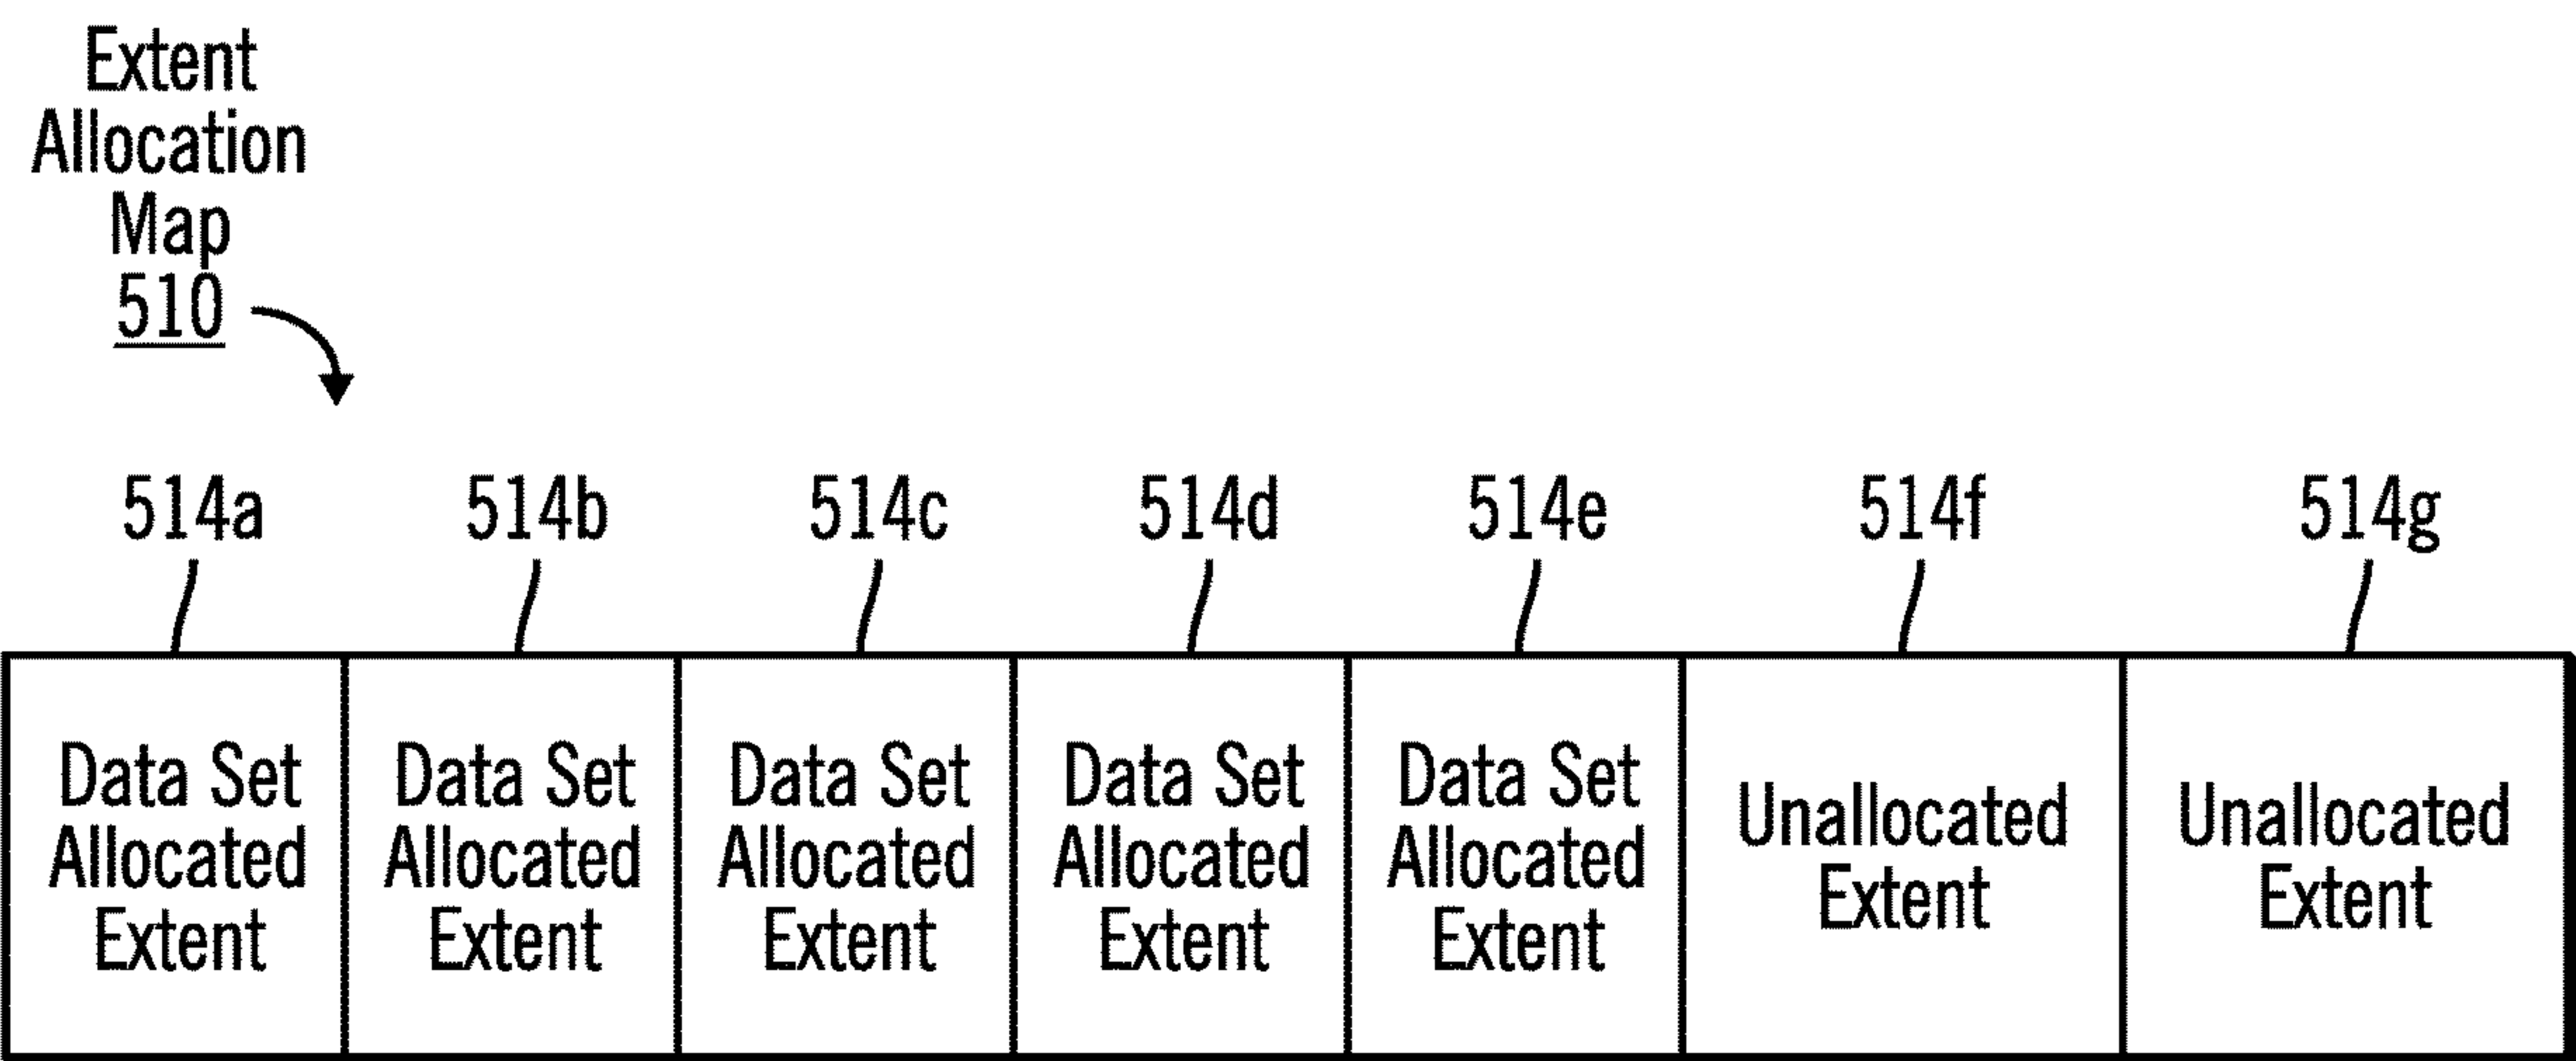 Extent
Allocation
Map
510
514a 514b 514c 514d 514e 514f 514g
Data Set
Allocated
Extent
Data Set
Allocated
Extent
Data Set
Allocated
Extent
Data Set
Allocated
Extent
Data Set
Allocated
Extent
Unallocated
Extent
Unallocated
Extent